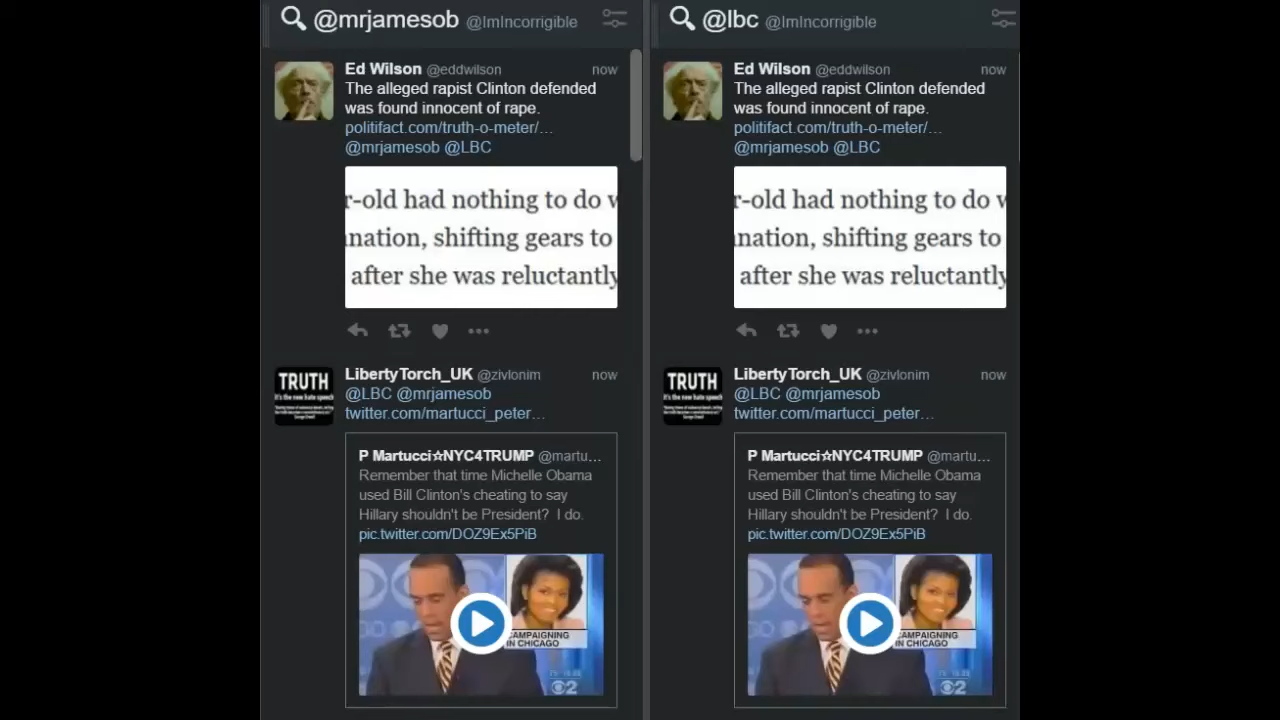 @mrjamesob @ImIncorrigible
Ed Wilson @eddwilson now
The alleged rapist Clinton defended
was found innocent of rape.
politifact.com/truth-o-meter/…
@mrjamesob @LBC
r-old had nothing to do
nation, shifting gears to
after she was reluctantly
LibertyTorch_UK @zivlonim now
TRUTH
It's the new hate speech
@LBC @mrjamesob
twitter.com/martucci_peter…
P Martucci☆NYC4TRUMP @martu…
Remember that time Michelle Obama
used Bill Clinton's cheating to say
Hillary shouldn't be President? I do.
pic.twitter.com/DOZ9Ex5PiB
CAMPAIGNING
IN CHICAGO
2
@lbc @ImIncorrigible
Ed Wilson @eddwilson now
The alleged rapist Clinton defended
was found innocent of rape.
politifact.com/truth-o-meter/…
@mrjamesob @LBC
r-old had nothing to do
nation, shifting gears to
after she was reluctantly
LibertyTorch_UK @zivlonim now
TRUTH
It's the new hate speech
@LBC @mrjamesob
twitter.com/martucci_peter…
P Martucci☆NYC4TRUMP @martu…
Remember that time Michelle Obama
used Bill Clinton's cheating to say
Hillary shouldn't be President? I do.
pic.twitter.com/DOZ9Ex5PiB
CAMPAIGNING
IN CHICAGO
2